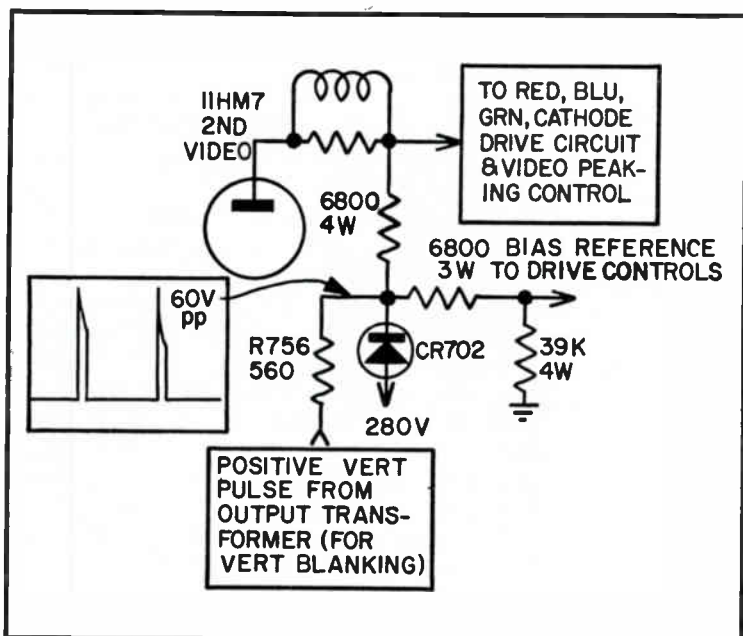 11HM7
2ND
VIDEO
TO RED, BLU,
GRN, CATHODE
DRIVE CIRCUIT
& VIDEO PEAK-
ING CONTROL
6800
4W
6800 BIAS REFERENCE
3W TO DRIVE CONTROLS
60V
PP
R756
560
CR702
39K
4W
280V
POSITIVE VERT
PULSE FROM
OUTPUT TRANS-
FORMER (FOR
VERT BLANKING)